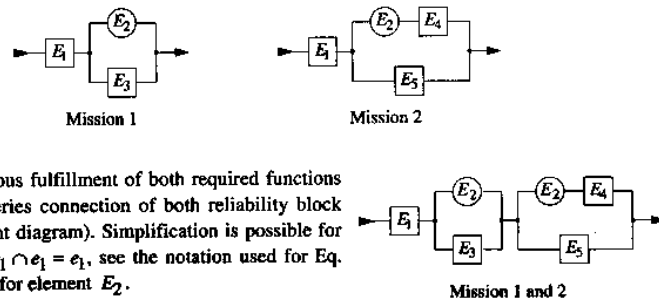 E2
E1
E3
Mission 1
E2 E4
E1
E5
Mission 2
ous fulfillment of both required functions
eries connection of both reliability block
nt diagram). Simplification is possible for
1 ∩ e1 = e1, see the notation used for Eq.
for element E2.
E2 E2 E4
E1
E3 E5
Mission 1 and 2